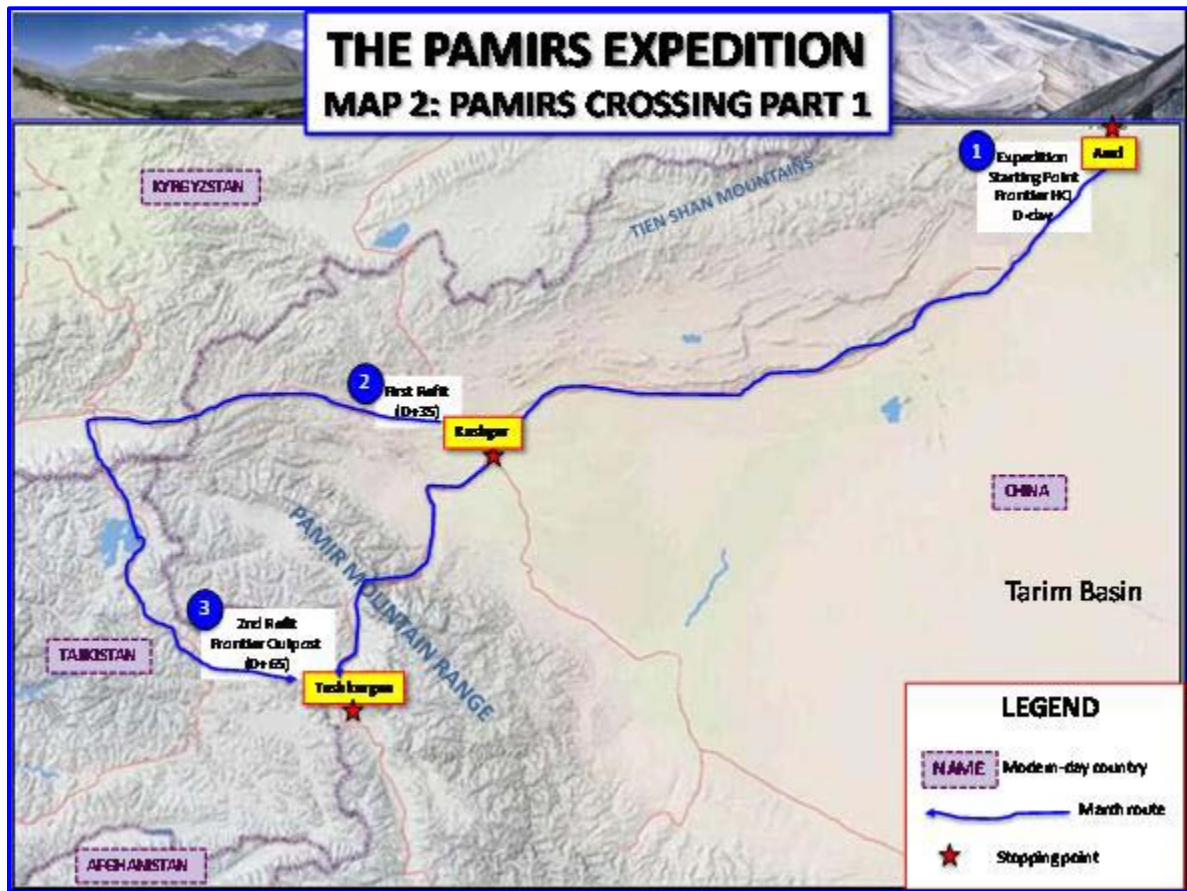 THE PAMIRS EXPEDITION
MAP 2: PAMIRS CROSSING PART 1
1
Expedition
Starting Point
Frontier HQ
D-day
KYRGYZSTAN
TIEN SHAN MOUNTAINS
2
First Refit
(D+35)
Kashgar
CHINA
PAMIR MOUNTAIN RANGE
Tarim Basin
3
2nd Refit
Frontier Outpost
(D+65)
TAJIKISTAN
Tashkurgan
AFGHANISTAN
LEGEND
NAME Modern-day country
March route
Stopping point